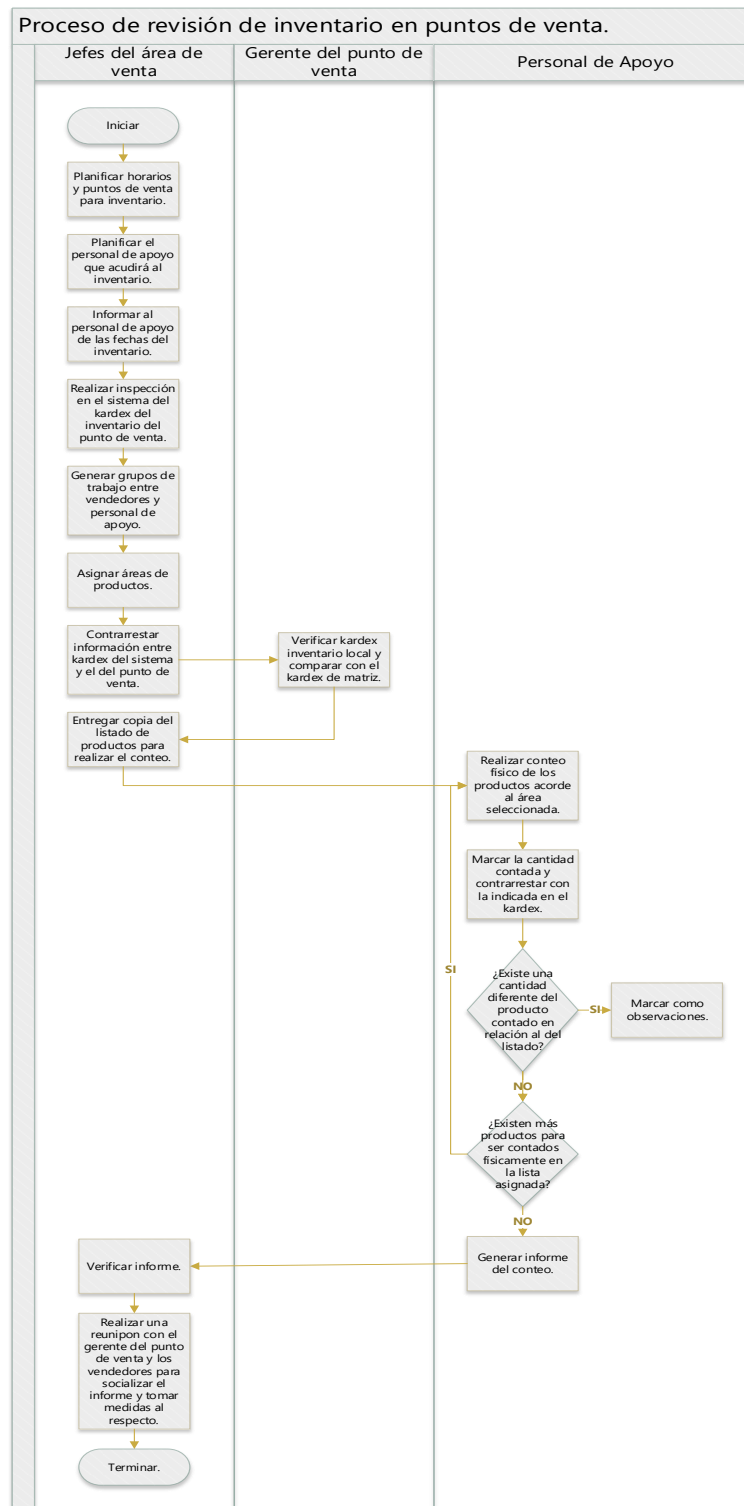 Proceso de revisión de inventario en puntos de venta.
Jefes del área de
venta
Gerente del punto de
venta
Personal de Apoyo
Iniciar
Planificar horarios
y puntos de venta
para inventario.
Planificar el
personal de apoyo
que acudirá al
inventario.
Informar al
personal de apoyo
de las fechas del
inventario.
Realizar inspección
en el sistema del
kardex del
inventario del
punto de venta.
Generar grupos de
trabajo entre
vendedores y
personal de
apoyo.
Asignar áreas de
productos.
Contrarrestar
información entre
kardex del sistema
y el del punto de
venta.
Verificar kardex
inventario local y
comparar con el
kardex de matriz.
Entregar copia del
listado de
productos para
realizar el conteo.
Realizar conteo
físico de los
productos acorde
al área
seleccionada.
Marcar la cantidad
contada y
contrarrestar con
la indicada en el
kardex.
¿Existe una
cantidad
diferente del
producto
contado en
relación al del
listado?
SI
Marcar como
observaciones.
NO
¿Existen más
productos para
ser contados
físicamente en
la lista
asignada?
SI
NO
Generar informe
del conteo.
Verificar informe.
Realizar una
reunipon con el
gerente del punto
de venta y los
vendedores para
socializar el
informe y tomar
medidas al
respecto.
Terminar.